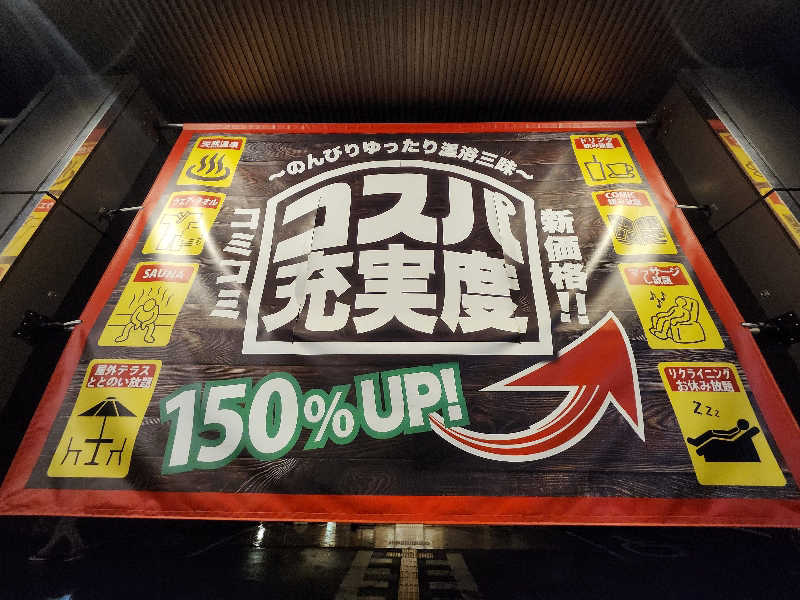 ～のんびりゆったり温浴三昧～
コミコミ
コスパ
充実度
新価格!!
150%UP!
天然温泉
ウエア・タオル
SAUNA
屋外テラス
ととのい放題
ドリンク
飲み放題
COMIC
読み放題
マッサージ
し放題
リクライニング
お休み放題
ZZZ